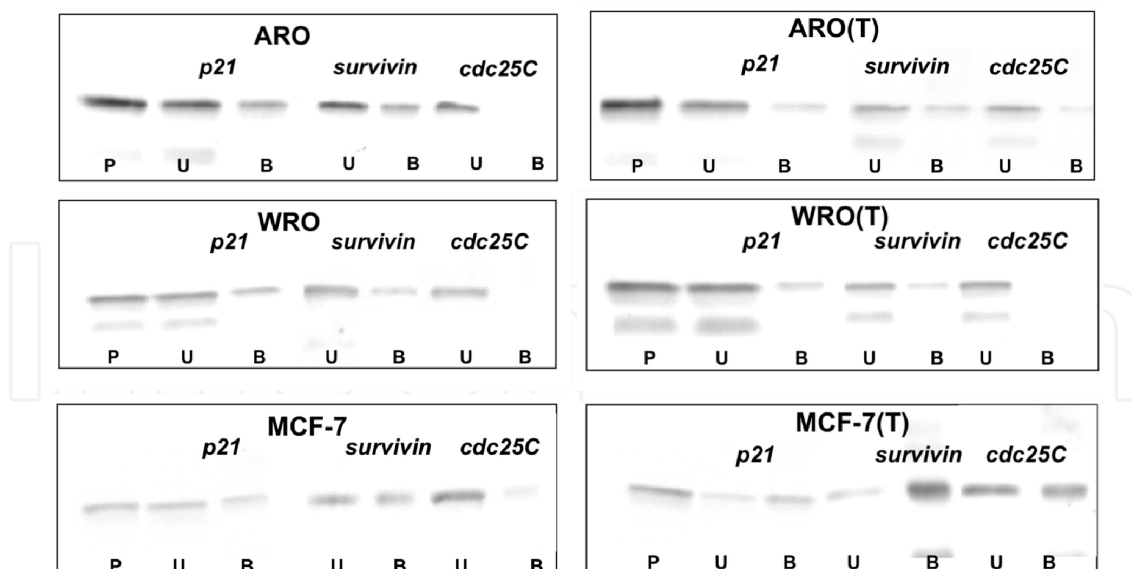 ARO
p21 survivin cdc25C
P U B U B U B
ARO(T)
p21 survivin cdc25C
P U B U B U B
WRO
p21 survivin cdc25C
P U B U B U B
WRO(T)
p21 survivin cdc25C
P U B U B U B
MCF-7
p21 survivin cdc25C
P U B U B U B
MCF-7(T)
p21 survivin cdc25C
P U B U B U B